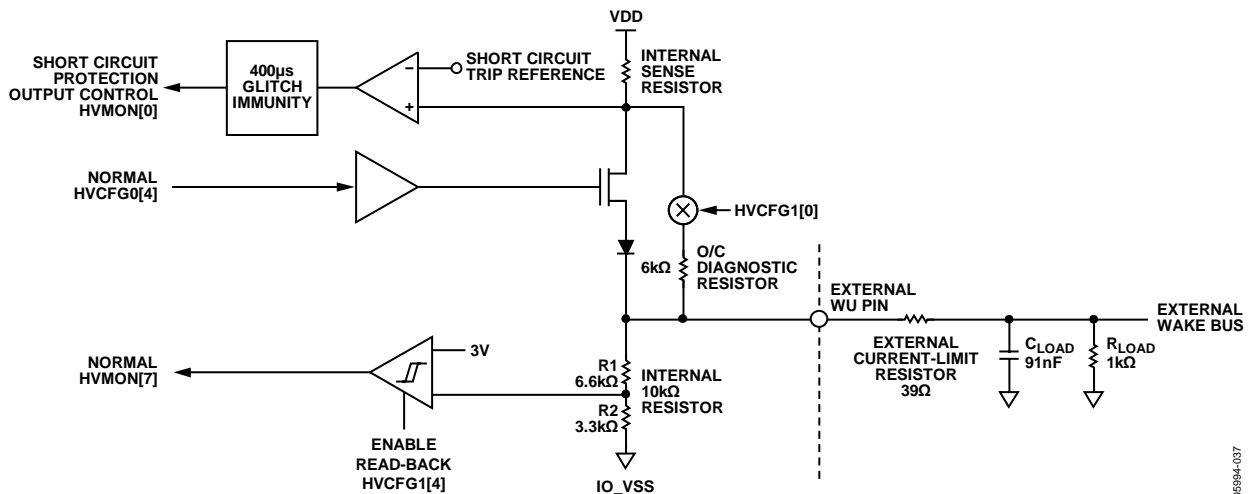 VDD
SHORT CIRCUIT
PROTECTION
OUTPUT CONTROL
HVMON[0]
400µs
GLITCH
IMMUNITY
–
+
SHORT CIRCUIT
TRIP REFERENCE
INTERNAL
SENSE
RESISTOR
NORMAL
HVCFG0[4]
HVCFG1[0]
6kΩ
O/C
DIAGNOSTIC
RESISTOR
EXTERNAL
WU PIN
EXTERNAL
WAKE BUS
EXTERNAL
CURRENT-LIMIT
RESISTOR
39Ω
CLOAD
91nF
RLOAD
1kΩ
NORMAL
HVMON[7]
3V
R1
6.6kΩ
R2
3.3kΩ
INTERNAL
10kΩ
RESISTOR
ENABLE
READ-BACK
HVCFG1[4]
IO_VSS
05994-037